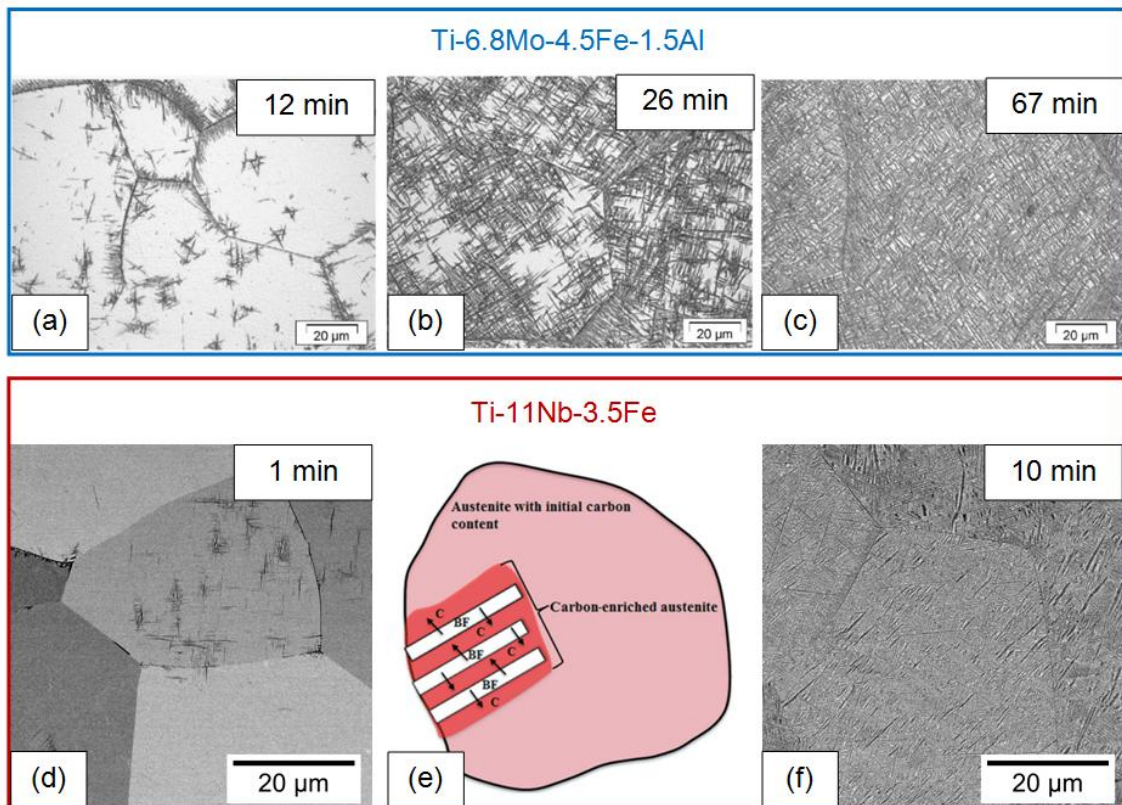 Ti-6.8Mo-4.5Fe-1.5Al
12 min
26 min
67 min
(a)
20 µm
(b)
20 µm
(c)
20 µm
Ti-11Nb-3.5Fe
1 min
10 min
Austenite with initial carbon
content
Carbon-enriched austenite
C
BF
C
BF
C
BF
C
(d)
20 µm
(e)
(f)
20 µm